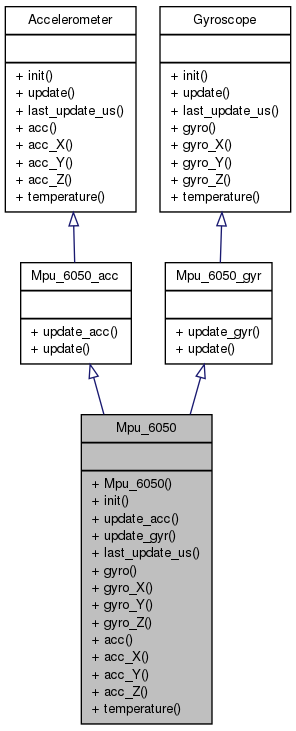 Accelerometer
+ init()
+ update()
+ last_update_us()
+ acc()
+ acc_X()
+ acc_Y()
+ acc_Z()
+ temperature()
Gyroscope
+ init()
+ update()
+ last_update_us()
+ gyro()
+ gyro_X()
+ gyro_Y()
+ gyro_Z()
+ temperature()
Mpu_6050_acc
+ update_acc()
+ update()
Mpu_6050_gyr
+ update_gyr()
+ update()
Mpu_6050
+ Mpu_6050()
+ init()
+ update_acc()
+ update_gyr()
+ last_update_us()
+ gyro()
+ gyro_X()
+ gyro_Y()
+ gyro_Z()
+ acc()
+ acc_X()
+ acc_Y()
+ acc_Z()
+ temperature()